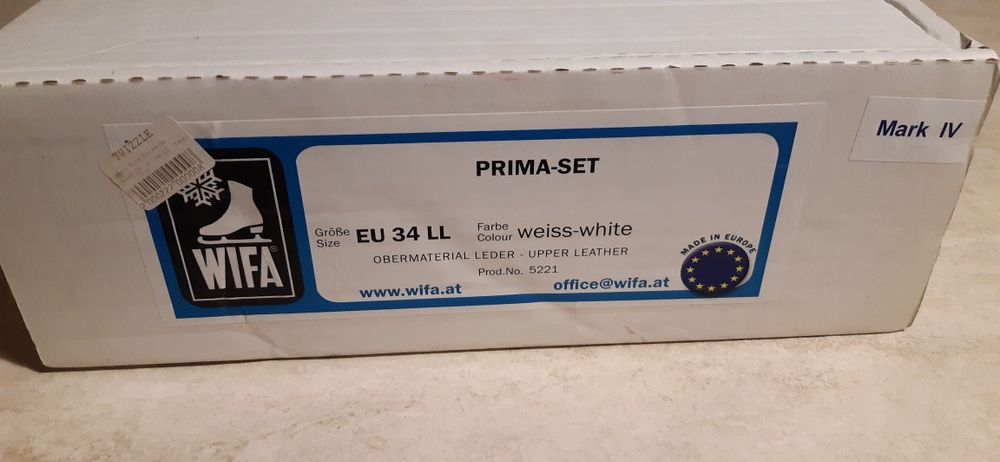 TWIZZLE
WIFA®
PRIMA-SET
Größe
Size
EU 34 LL
Farbe
Colour
weiss-white
OBERMATERIAL LEDER - UPPER LEATHER
Prod.No. 5221
www.wifa.at
office@wifa.at
MADE IN EUROPE
Mark IV